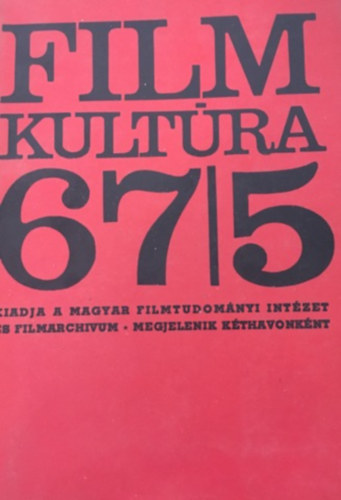 FILM
KULTÚRA
67/5
KIADJA A MAGYAR FILMTUDOMÁNYI INTÉZET
ÉS FILMARCHIVUM • MEGJELENIK KÉTHAVONKÉNT